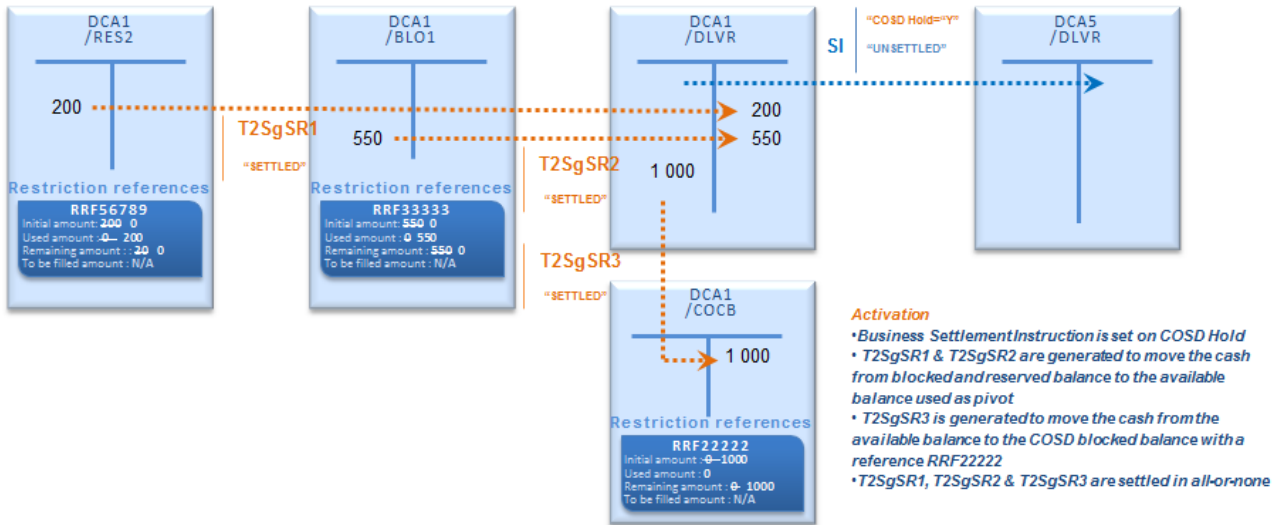 DCA1
/RES2
200
Restriction references
RRF56789
Initial amount: 200 0
Used amount : 0 200
Remaining amount : : 20 0
To be filled amount : N/A
T2SgSR1
“SETTLED”
DCA1
/BLO1
550
Restriction references
RRF33333
Initial amount: 550 0
Used amount : 0 550
Remaining amount : 550 0
To be filled amount : N/A
T2SgSR2
“SETTLED”
T2SgSR3
“SETTLED”
DCA1
/DLVR
200
550
1 000
SI
“COSD Hold=“Y”
“UNSETTLED”
DCA5
/DLVR
DCA1
/COCB
1 000
Restriction references
RRF22222
Initial amount : 0 1000
Used amount : 0
Remaining amount : 0 1000
To be filled amount : N/A
Activation
•Business Settlement Instruction is set on COSD Hold
• T2SgSR1 & T2SgSR2 are generated to move the cash
from blocked and reserved balance to the available
balance used as pivot
• T2SgSR3 is generated to move the cash from the
available balance to the COSD blocked balance with a
reference RRF22222
•T2SgSR1, T2SgSR2 & T2SgSR3 are settled in all-or-none